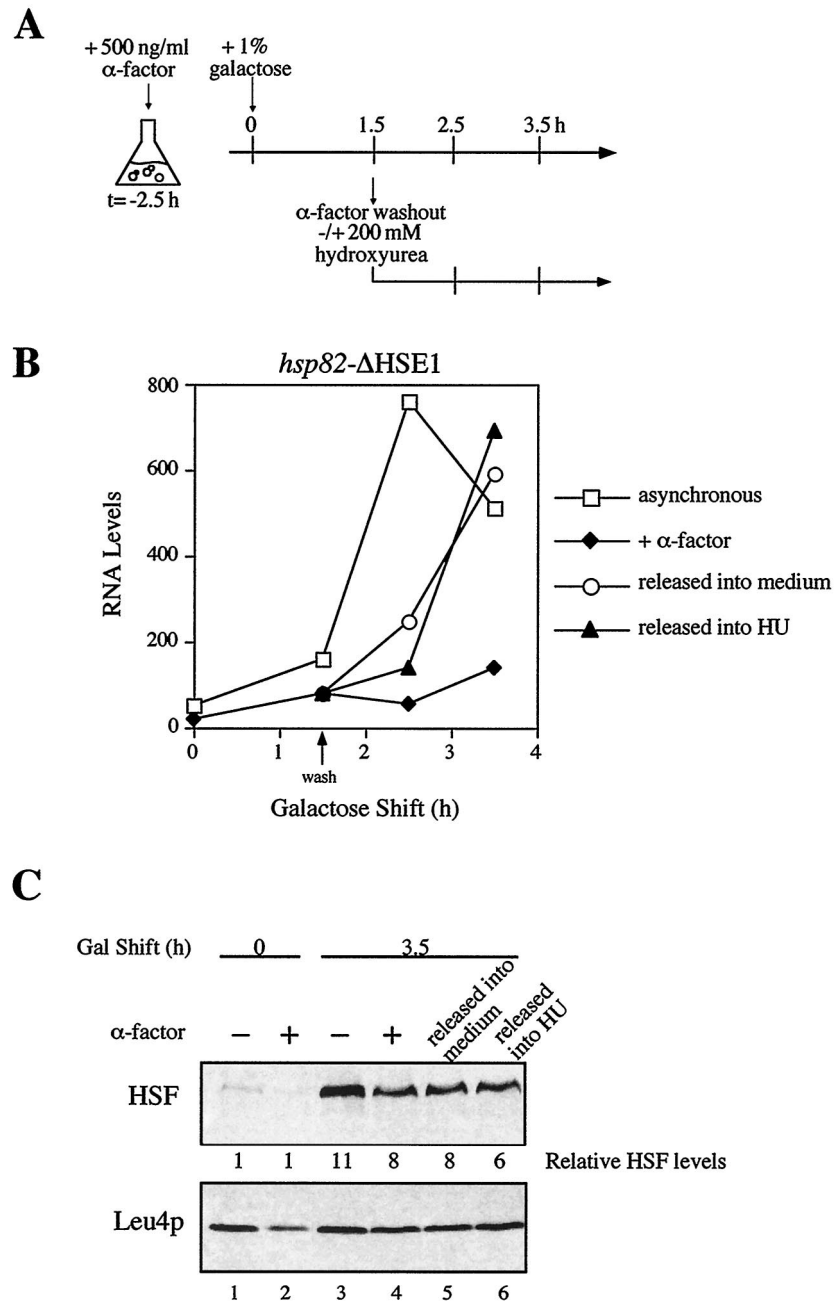 A
+500 ng/ml
α-factor
+ 1%
galactose
0
1.5
2.5
3.5 h
t= -2.5 h
α-factor washout
-/+ 200 mM
hydroxyurea
B
hsp82-ΔHSE1
800
600
400
200
0
RNA Levels
0 1 2 3 4
wash
Galactose Shift (h)
asynchronous
+ α-factor
released into medium
released into HU
C
Gal Shift (h) 0 3.5
α-factor − + − + released into medium released into HU
HSF
1 1 11 8 8 6 Relative HSF levels
Leu4p
1 2 3 4 5 6